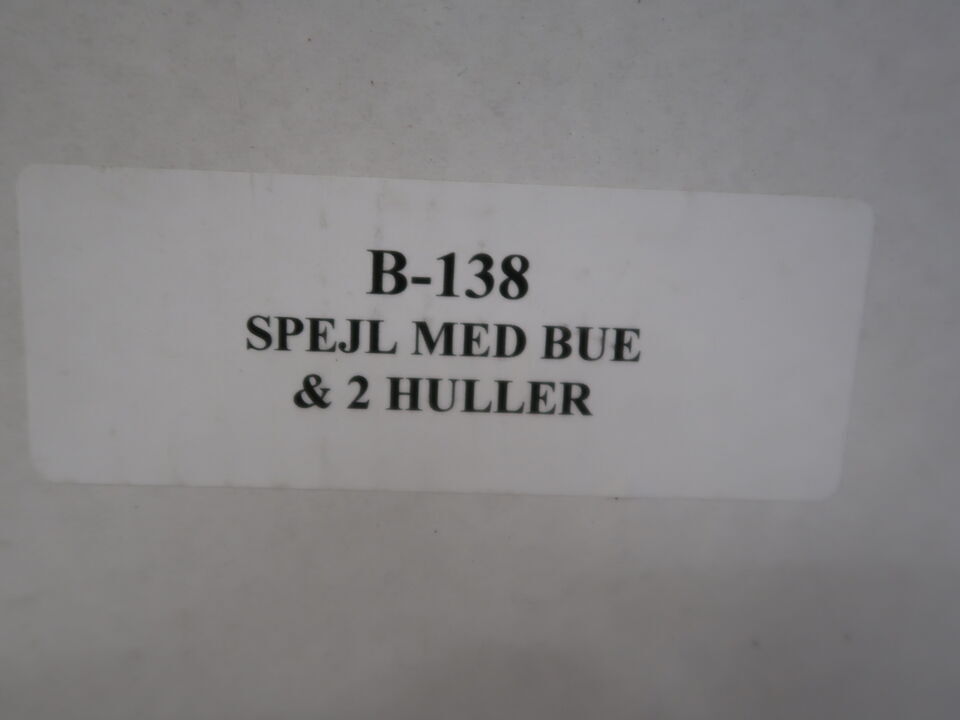 B-138
SPEJL MED BUE
& 2 HULLER